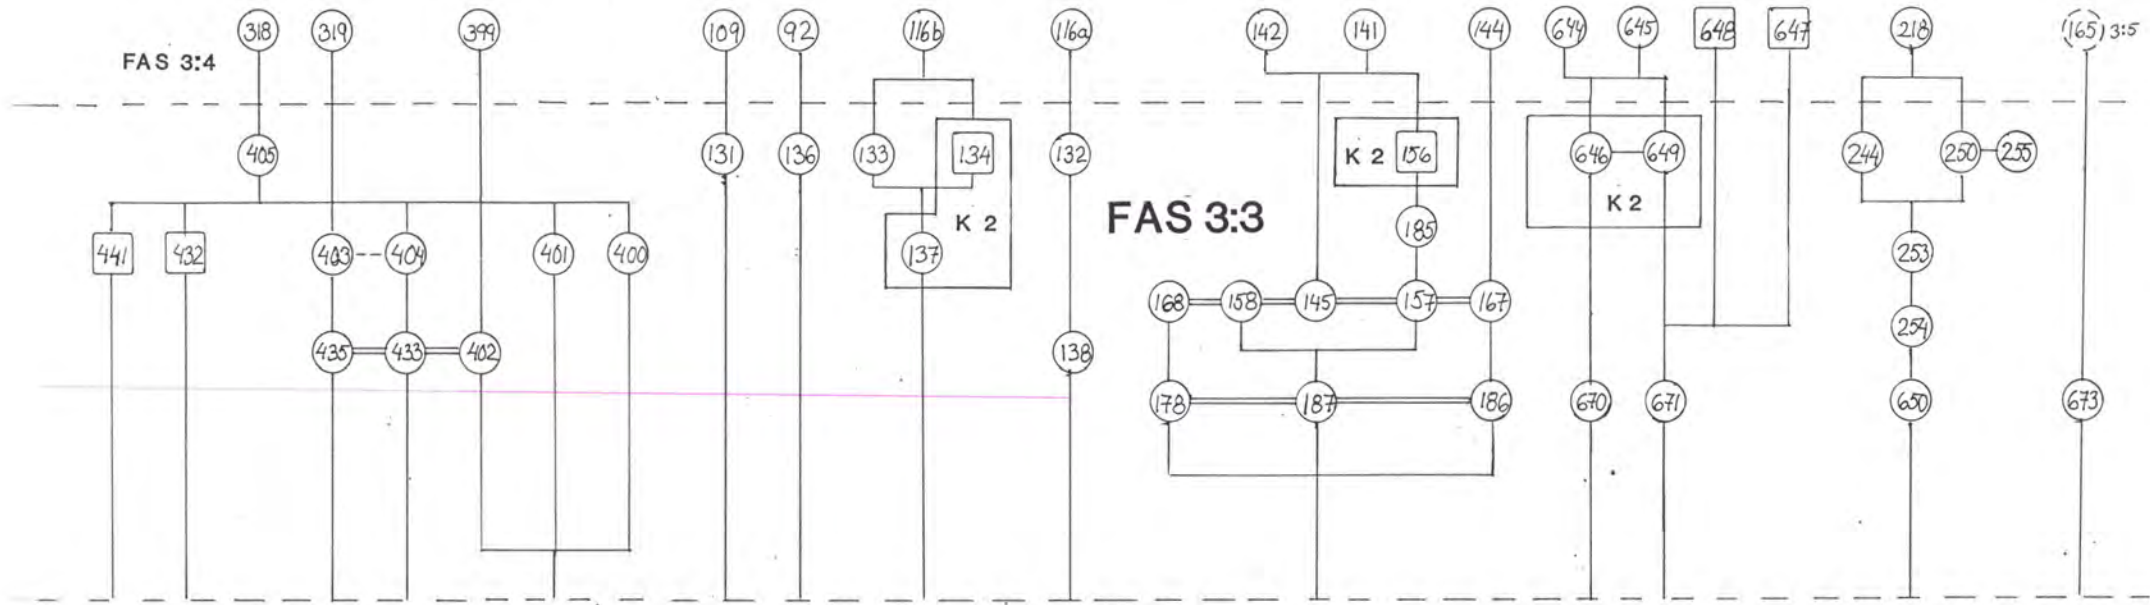 318 319 399 109 92 116b 116a 142 141 144 644 645 648 647 218 165 3:5
FAS 3:4
405 131 136 133 134 132 K 2 156 646 649 244 250 255
K 2
K 2
FAS 3:3
185
441 432 403 404 401 400 137 253
168 158 145 157 167
254
435 433 402 138
178 187 186 670 671 650 673